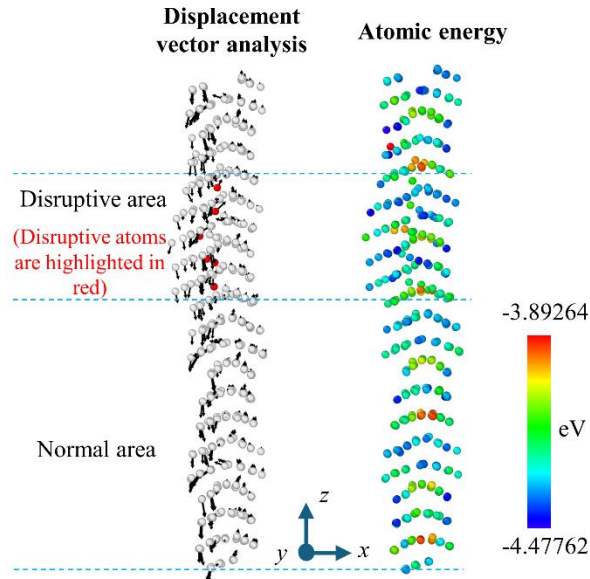 Displacement
vector analysis
Atomic energy
Disruptive area
(Disruptive atoms
are highlighted in
red)
Normal area
-3.89264
eV
-4.47762
z
y
x